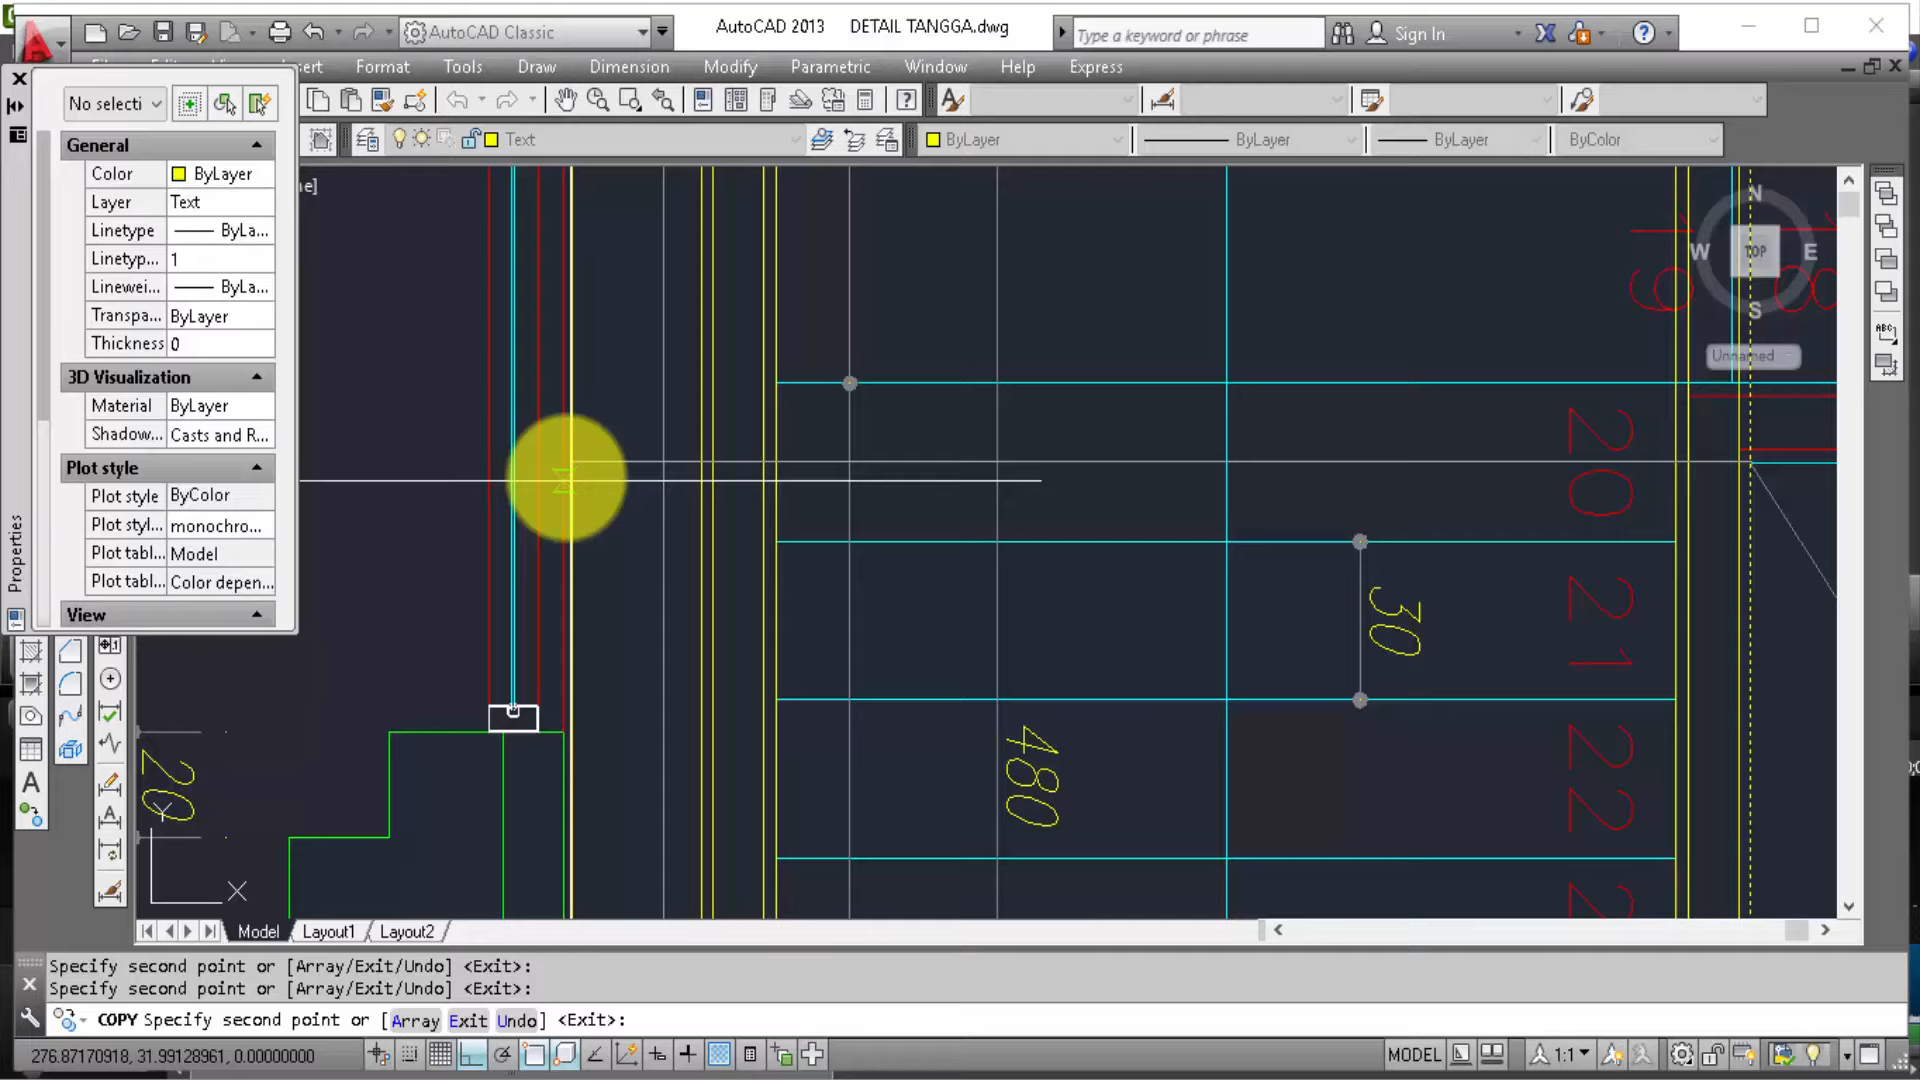 AutoCAD Classic
AutoCAD 2013 DETAIL TANGGA.dwg
Type a keyword or phrase
Sign In
Format Tools Draw Dimension Modify Parametric Window Help Express
No selecti
Text
ByLayer
ByLayer
ByLayer
ByColor
General
Color ByLayer
Layer Text
Linetype ByLa...
Linetyp... 1
Linewei... ByLa...
Transpa... ByLayer
Thickness 0
3D Visualization
Material ByLayer
Shadow... Casts and R...
Plot style
Plot style ByColor
Plot styl... monochro...
Plot tabl... Model
Plot tabl... Color depen...
View
Properties
N
W TOP E
S
Unnamed
19
18
20
21
30
22
480
20
Y
X
Model Layout1 Layout2
Specify second point or [Array/Exit/Undo] <Exit>:
Specify second point or [Array/Exit/Undo] <Exit>:
COPY Specify second point or [Array Exit Undo] <Exit>:
276.87170918, 31.99128961, 0.00000000
MODEL
1:1